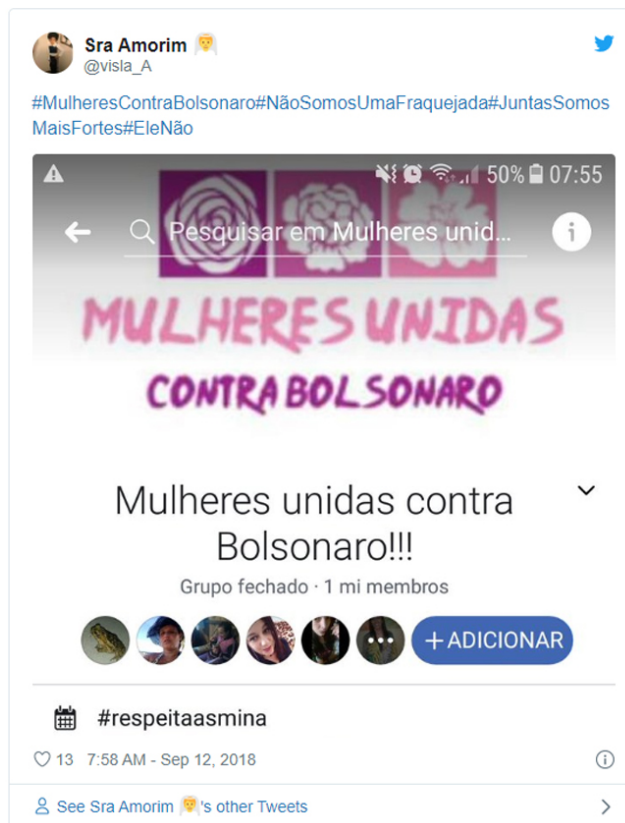 Sra Amorim
@visla_A
#MulheresContraBolsonaro#NãoSomosUmaFraquejada#JuntasSomos
MaisFortes#EleNão
50% 07:55
Pesquisar em Mulheres unid...
MULHERES UNIDAS
CONTRA BOLSONARO
Mulheres unidas contra
Bolsonaro!!!
Grupo fechado · 1 mi membros
+ADICIONAR
#respeitaasmina
13 7:58 AM - Sep 12, 2018
See Sra Amorim 👰's other Tweets